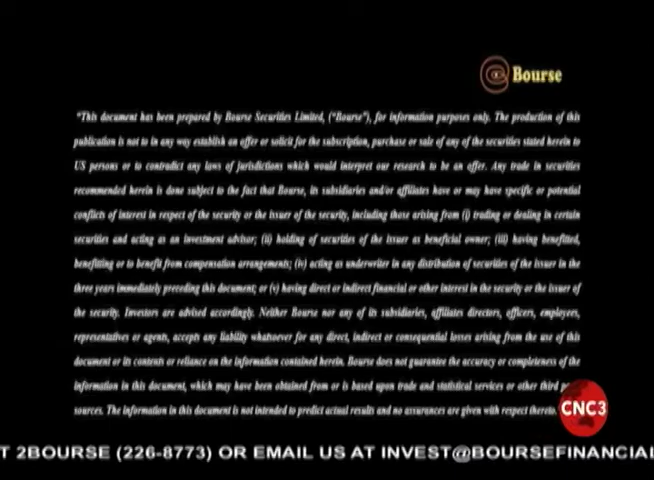 Bourse
"This document has been prepared by Bourse Securities Limited, ("Bourse"), for information purposes only. The production of this
publication is not to in any way establish an offer or solicit for the subscription, purchase or sale of any of the securities stated herein to
US persons or to contradict any laws of jurisdictions which would interpret our research to be an offer. Any trade in securities
recommended herein is done subject to the fact that Bourse, its subsidiaries and/or affiliates have or may have specific or potential
conflicts of interest in respect of the security or the issuer of the security, including those arising from (i) trading or dealing in certain
securities and acting as an investment advisor; (ii) holding of securities of the issuer as beneficial owner; (iii) having benefitted,
benefitting or to benefit from compensation arrangements; (iv) acting as underwriter in any distribution of securities of the issuer in the
three years immediately preceding this document; or (v) having direct or indirect financial or other interest in the security or the issuer of
the security. Investors are advised accordingly. Neither Bourse nor any of its subsidiaries, affiliates directors, officers, employees,
representatives or agents, accepts any liability whatsoever for any direct, indirect or consequential losses arising from the use of this
document or its contents or reliance on the information contained herein. Bourse does not guarantee the accuracy or completeness of the
information in this document, which may have been obtained from or is based upon trade and statistical services or other third
sources. The information in this document is not intended to predict actual results and no assurances are given with respect thereto.
CNC3
T 2BOURSE (226-8773) OR EMAIL US AT INVEST@BOURSEFINANCIAL